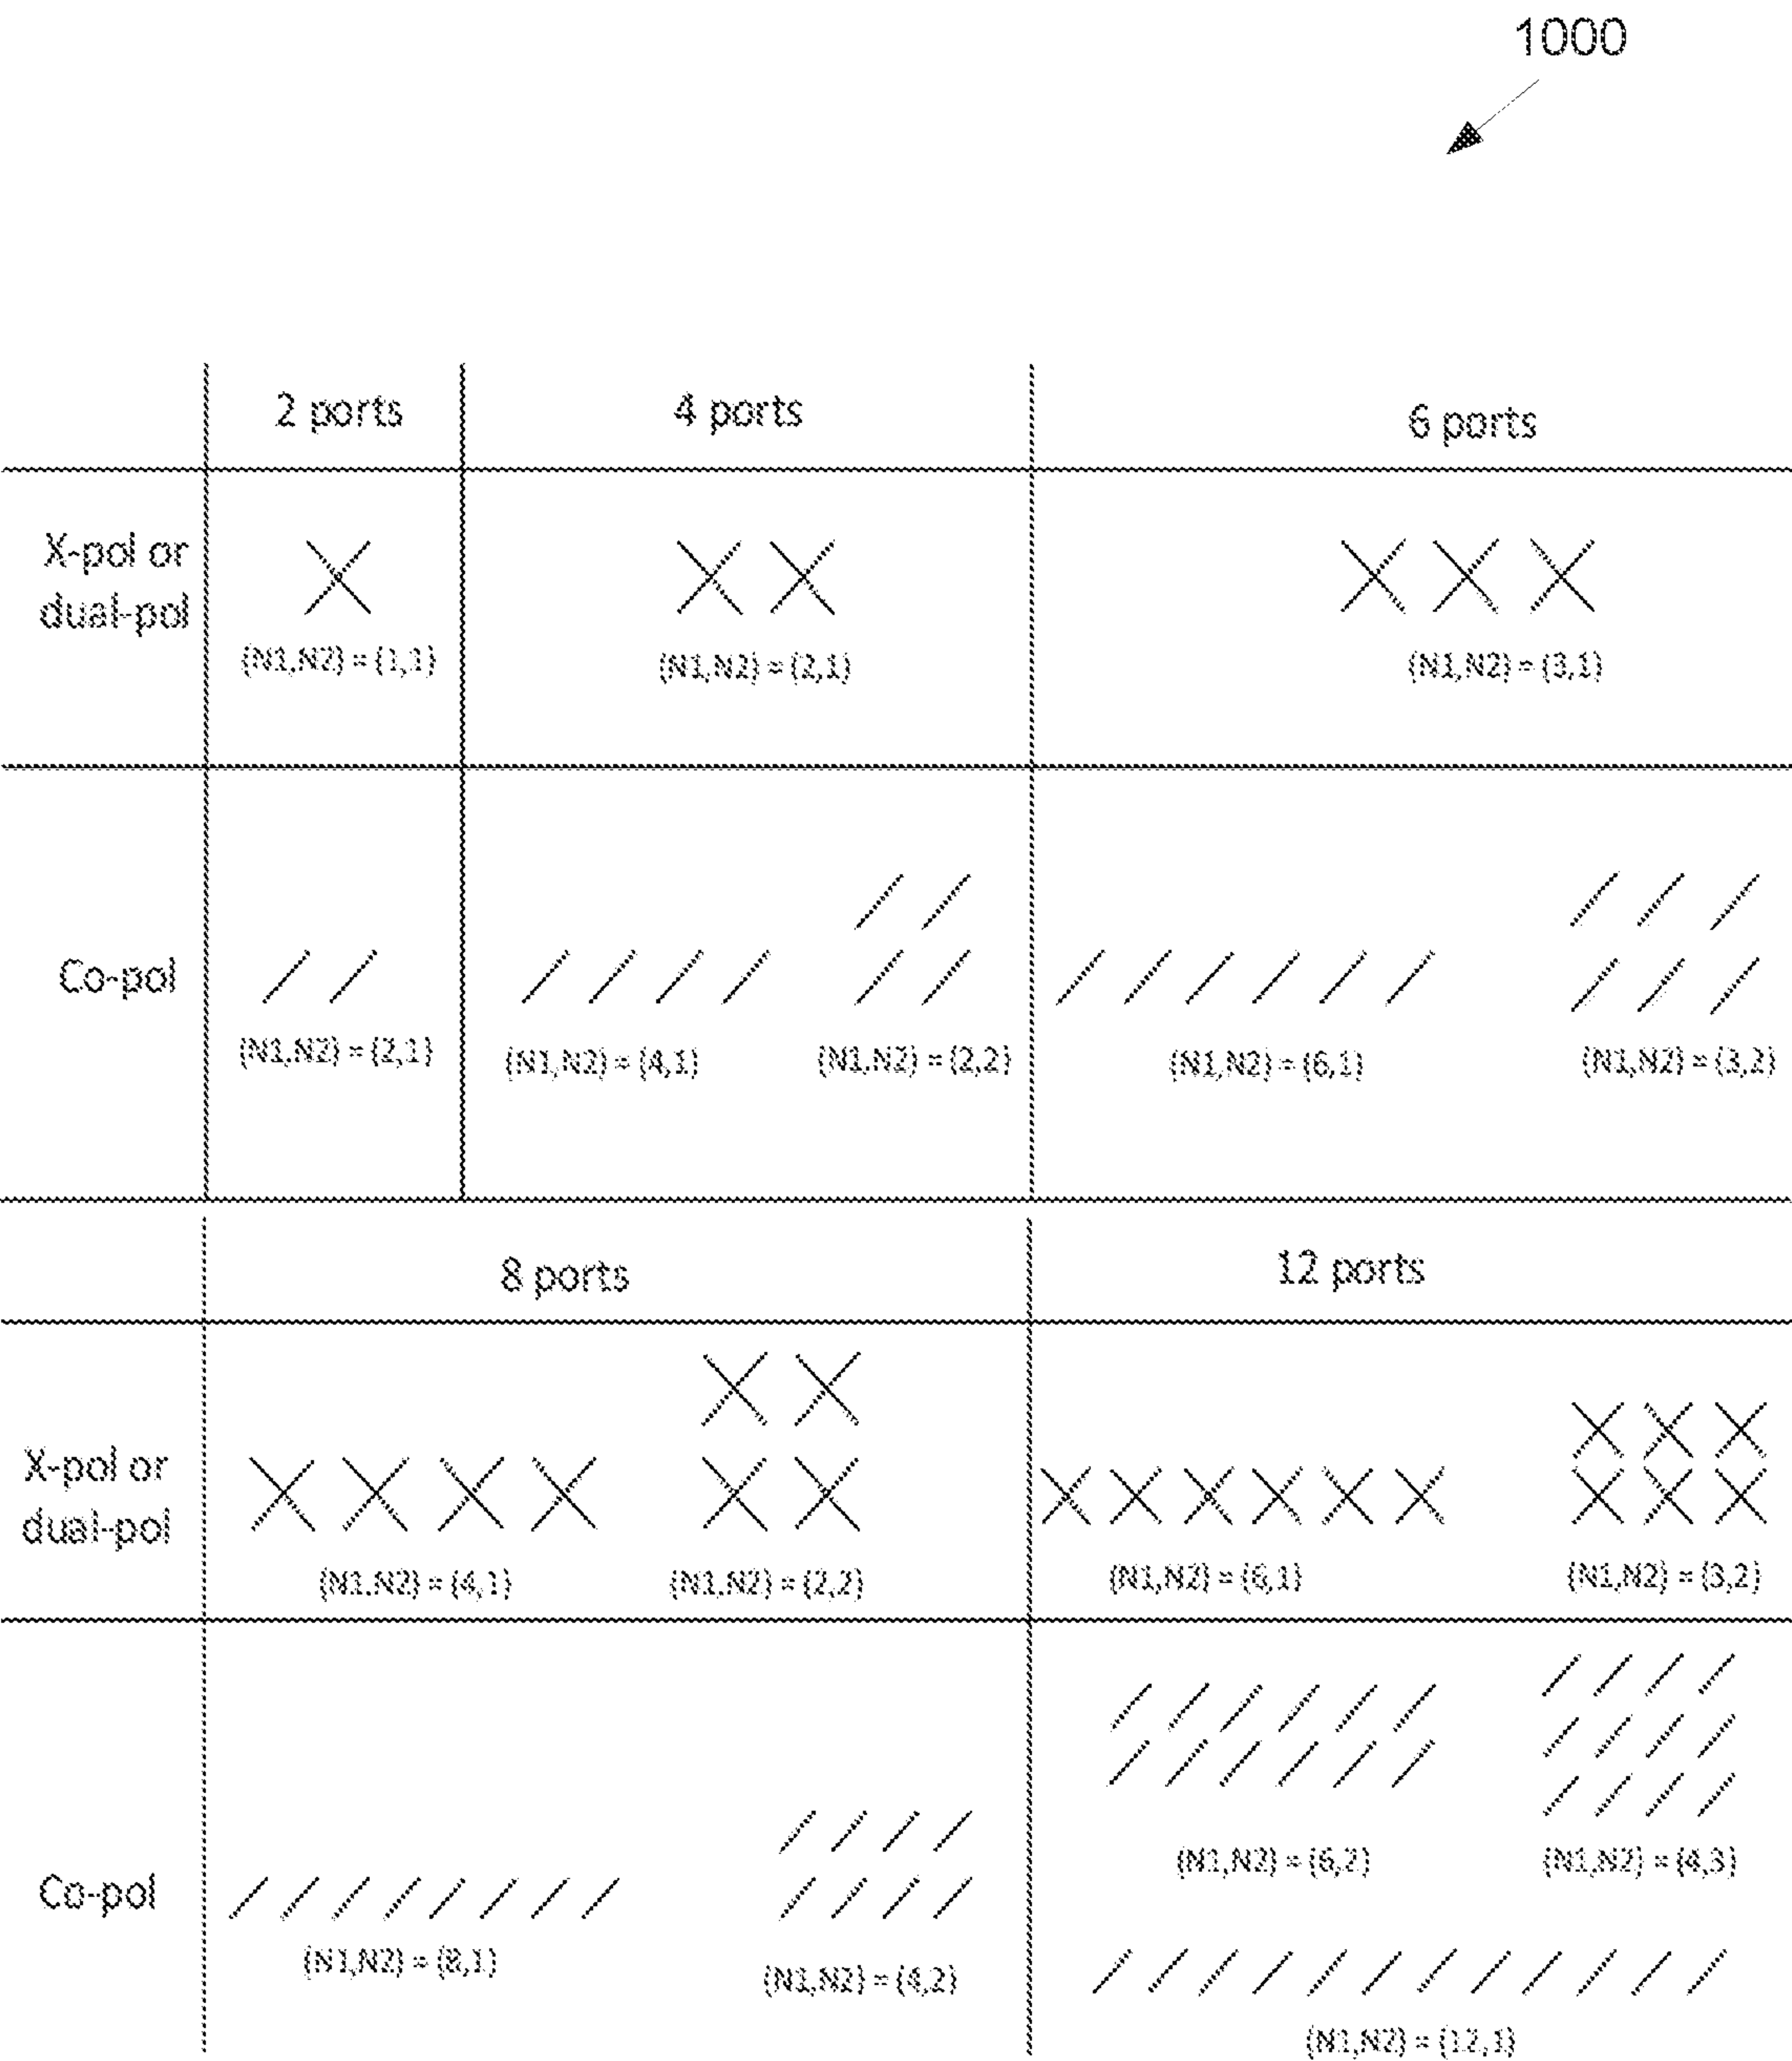 1000
2 ports
4 ports
6 ports
X-pol or
dual-pol
(N1,N2) = (1,1)
(N1,N2) = (2,1)
(N1,N2) = (3,1)
Co-pol
(N1,N2) = (2,1)
(N1,N2) = (4,1)
(N1,N2) = (2,2)
(N1,N2) = (6,1)
(N1,N2) = (3,2)
8 ports
12 ports
X-pol or
dual-pol
(N1,N2) = (4,1)
(N1,N2) = (2,2)
(N1,N2) = (6,1)
(N1,N2) = (3,2)
Co-pol
(N1,N2) = (8,1)
(N1,N2) = (4,2)
(N1,N2) = (6,2)
(N1,N2) = (4,3)
(N1,N2) = (12,1)